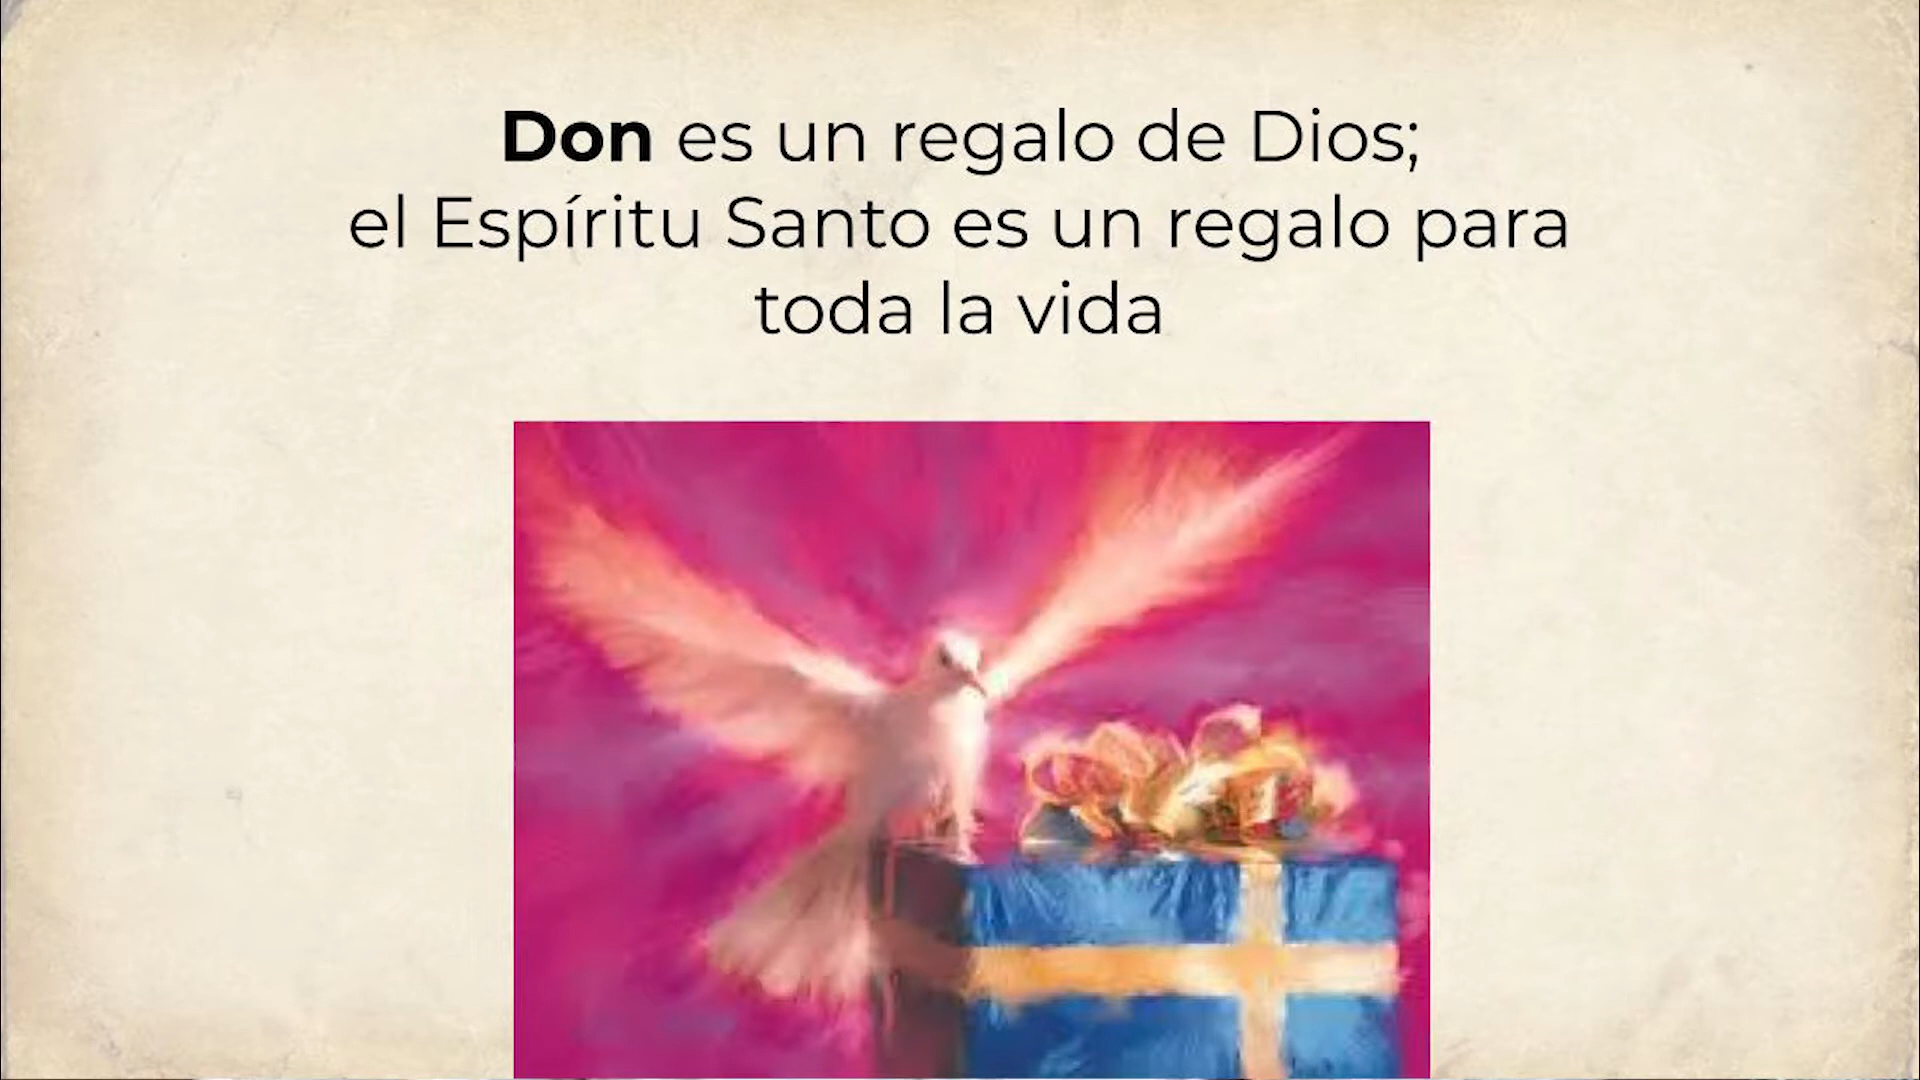 Don es un regalo de Dios;
el Espíritu Santo es un regalo para
toda la vida